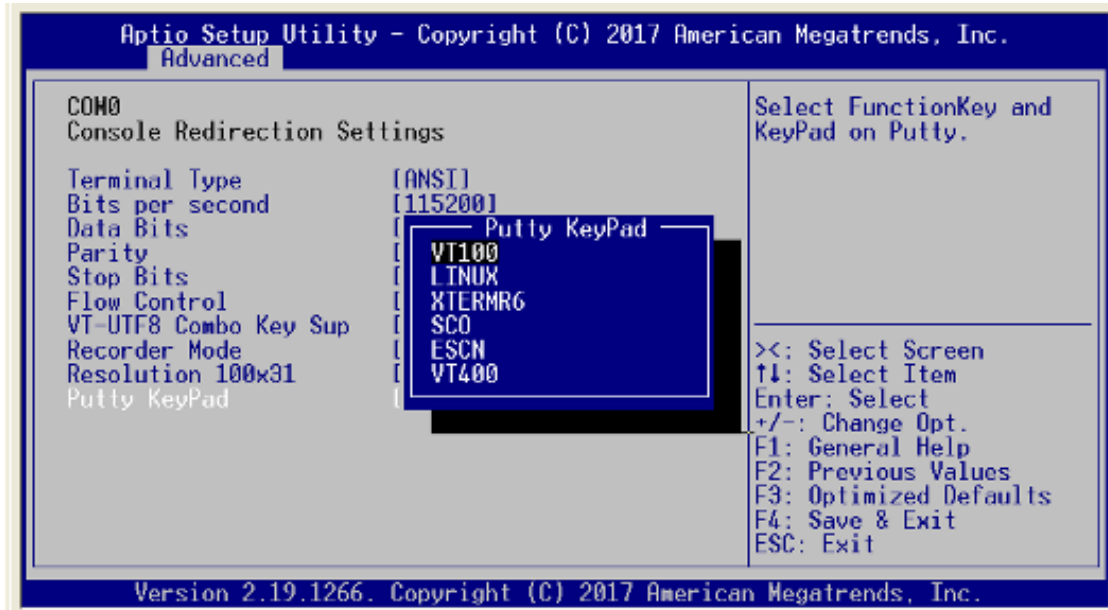 Aptio Setup Utility - Copyright (C) 2017 American Megatrends, Inc.
Advanced
COM0
Console Redirection Settings
Terminal Type [ANSI]
Bits per second [115200]
Data Bits [
Parity [
Stop Bits [
Flow Control [
VT-UTF8 Combo Key Sup [
Recorder Mode [
Resolution 100x31 [
Putty KeyPad [
Putty KeyPad
VT100
LINUX
XTERMR6
SCO
ESCN
VT400
Select FunctionKey and
KeyPad on Putty.
><: Select Screen
↑↓: Select Item
Enter: Select
+/-: Change Opt.
F1: General Help
F2: Previous Values
F3: Optimized Defaults
F4: Save & Exit
ESC: Exit
Version 2.19.1266. Copyright (C) 2017 American Megatrends, Inc.